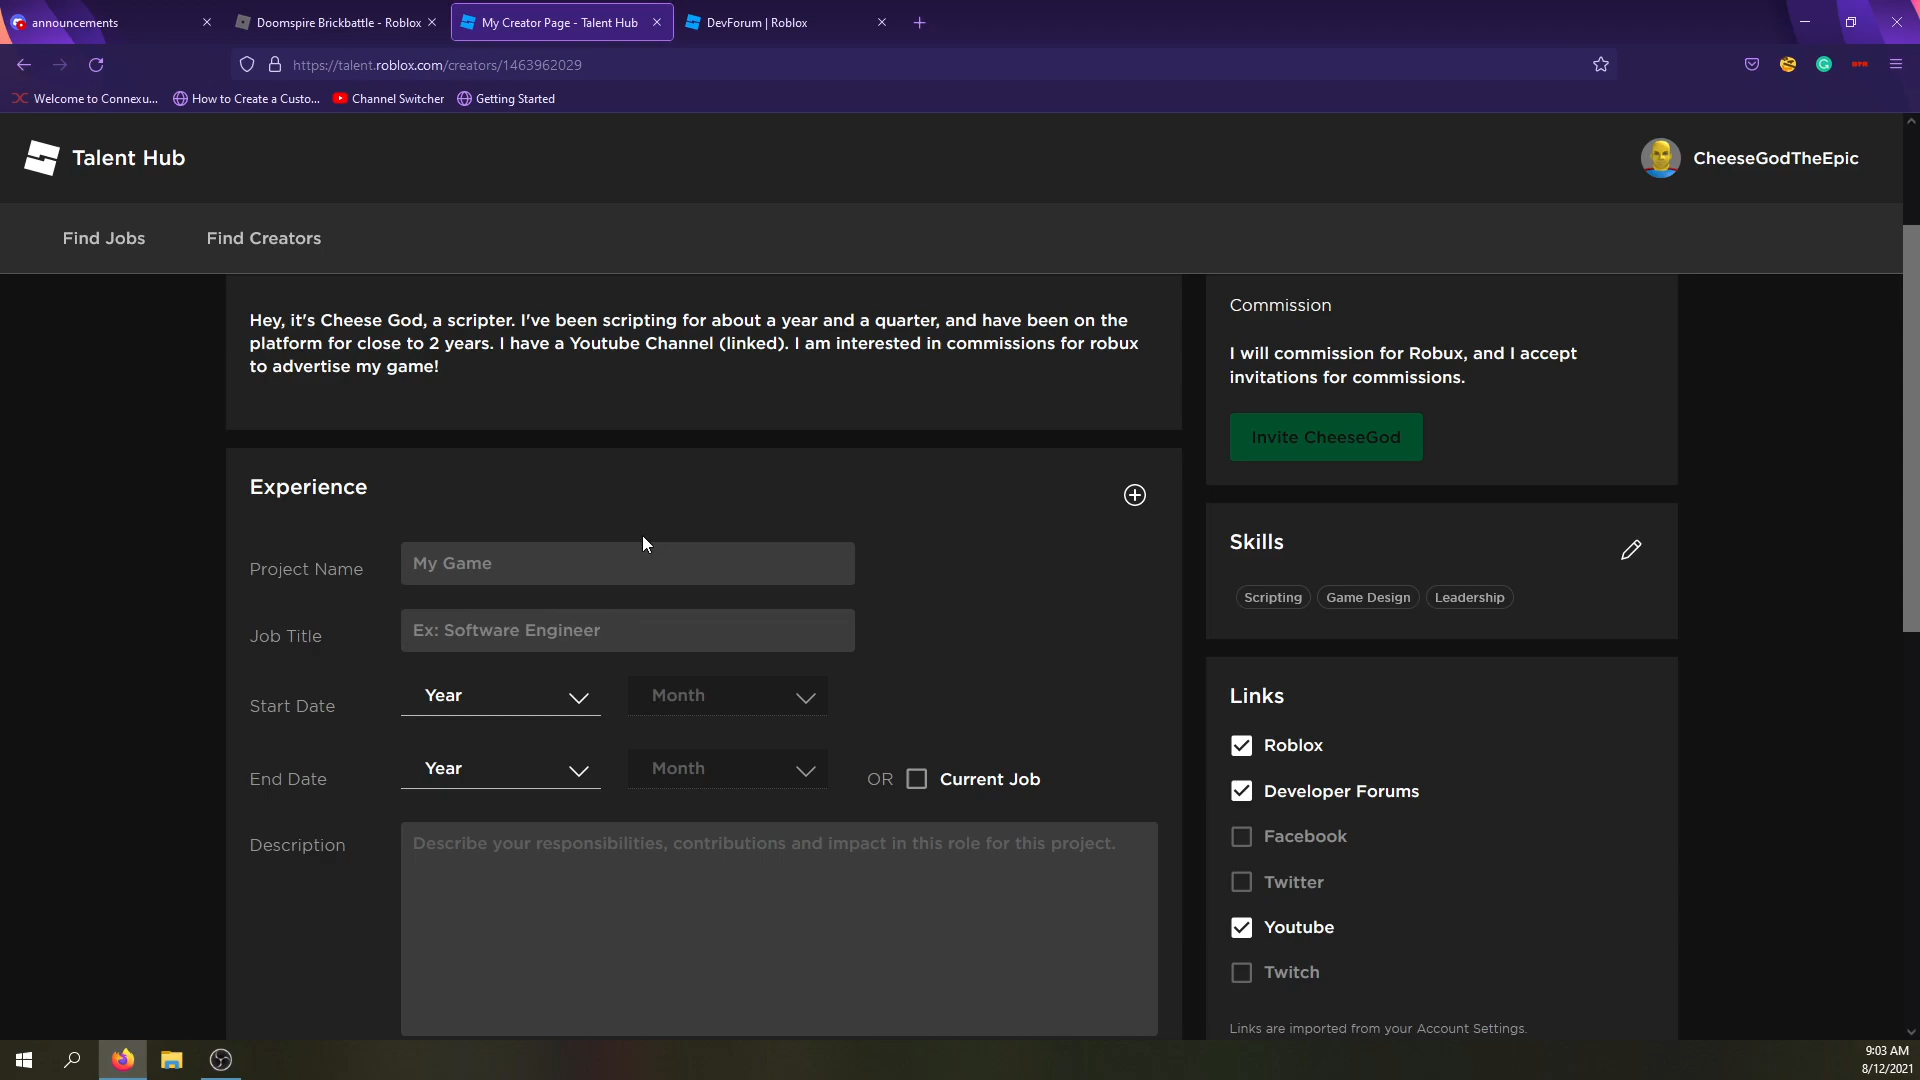 announcements
Doomspire Brickbattle - Roblox
My Creator Page - Talent Hub
DevForum | Roblox
https://talent.roblox.com/creators/1463962029
Welcome to Connexu...
How to Create a Custo...
Channel Switcher
Getting Started
Talent Hub
CheeseGodTheEpic
Find Jobs
Find Creators
Hey, it's Cheese God, a scripter. I've been scripting for about a year and a quarter, and have been on the
platform for close to 2 years. I have a Youtube Channel (linked). I am interested in commissions for robux
to advertise my game!
Commission
I will commission for Robux, and I accept
invitations for commissions.
Invite CheeseGod
Experience
Project Name
My Game
Job Title
Ex: Software Engineer
Start Date
Year
Month
End Date
Year
Month
OR
Current Job
Description
Describe your responsibilities, contributions and impact in this role for this project.
Skills
Scripting
Game Design
Leadership
Links
Roblox
Developer Forums
Facebook
Twitter
Youtube
Twitch
Links are imported from your Account Settings.
9:03 AM
8/12/2021